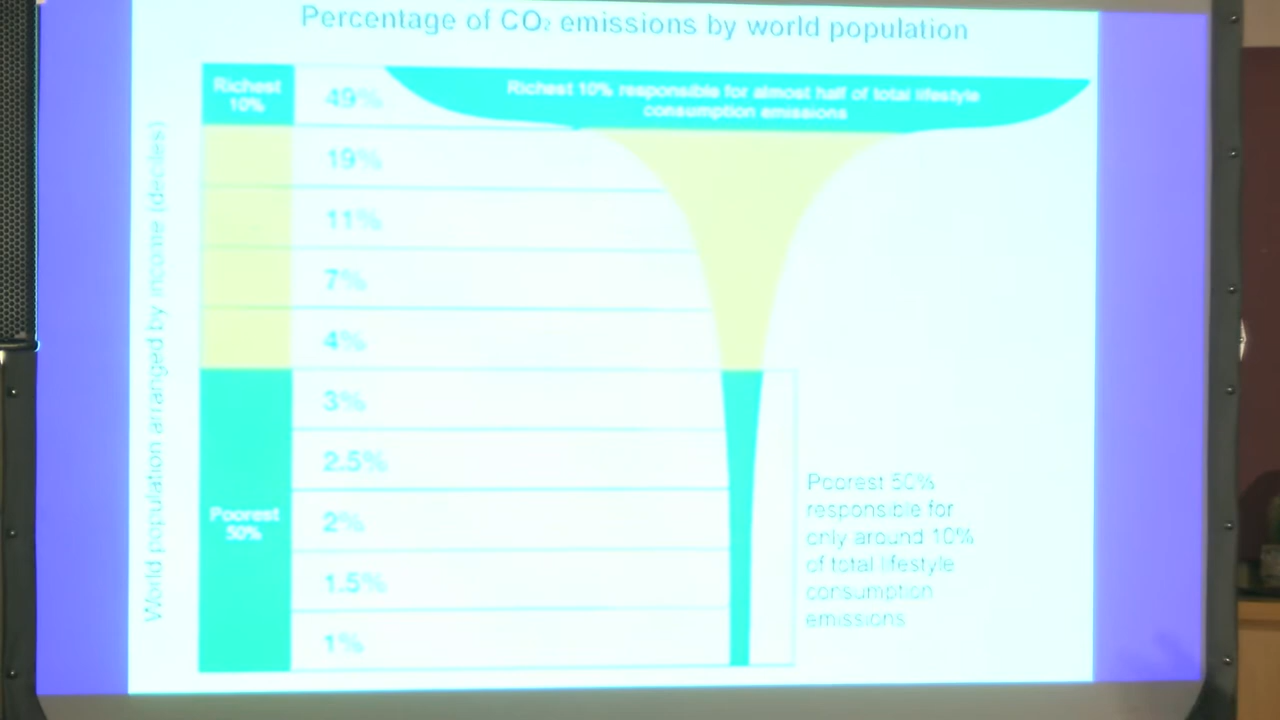 Percentage of CO₂ emissions by world population
World population arranged by income (deciles)
Richest
10%
49%
Richest 10% responsible for almost half of total lifestyle
consumption emissions
19%
11%
7%
4%
3%
2.5%
2%
1.5%
1%
Poorest
50%
Poorest 50%
responsible for
only around 10%
of total lifestyle
consumption
emissions